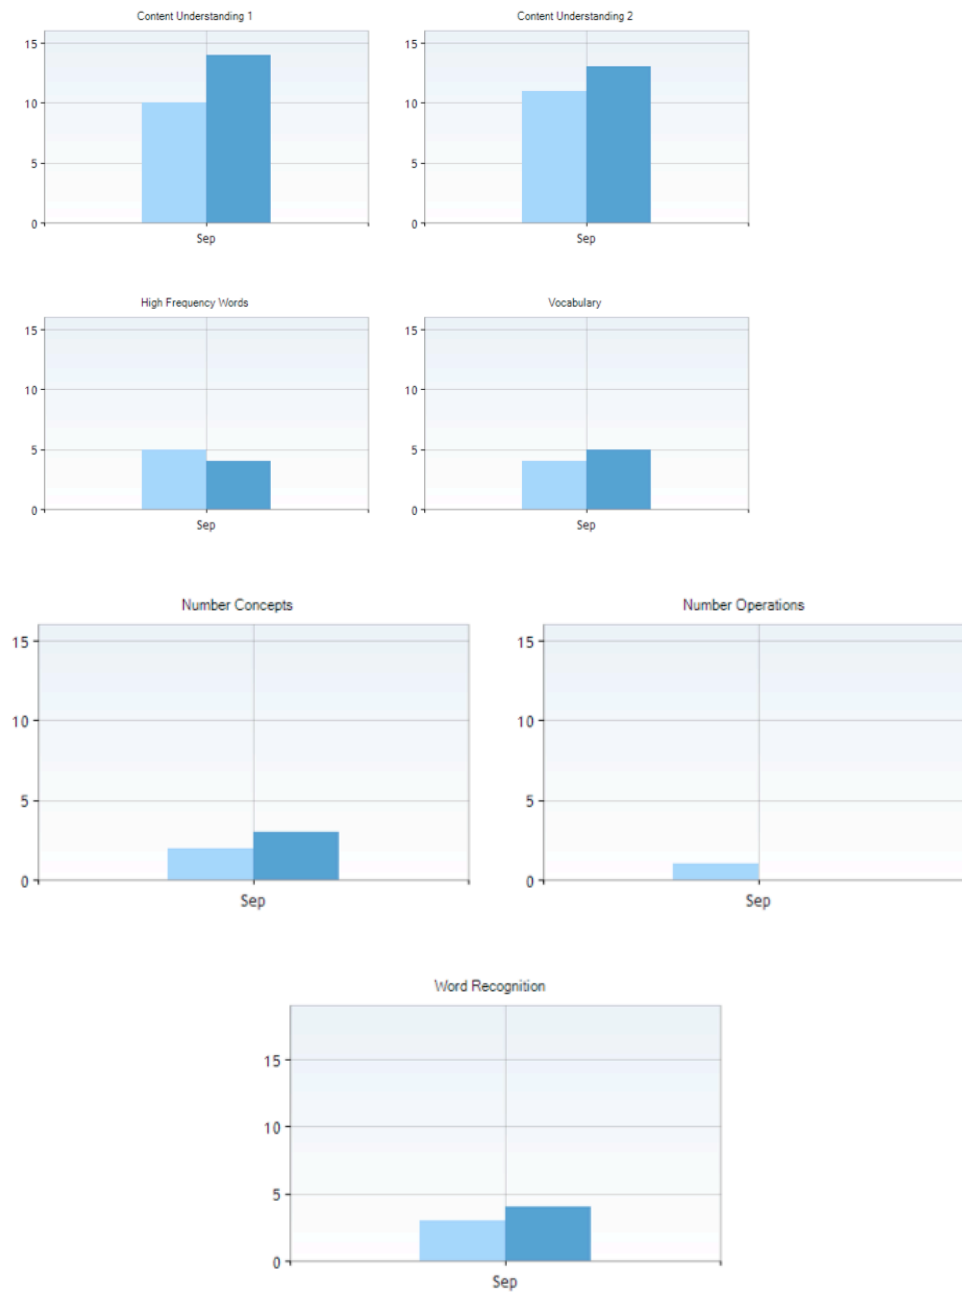 Content Understanding 1
15
10
5
0
Sep
Content Understanding 2
15
10
5
0
Sep
High Frequency Words
15
10
5
0
Sep
Vocabulary
15
10
5
0
Sep
Number Concepts
15
10
5
0
Sep
Number Operations
15
10
5
0
Sep
Word Recognition
15
10
5
0
Sep